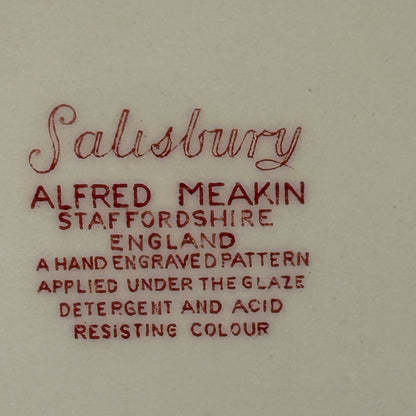 Salisbury
ALFRED MEAKIN
STAFFORDSHIRE
ENGLAND
A HAND ENGRAVED PATTERN
APPLIED UNDER THE GLAZE
DETERGENT AND ACID
RESISTING COLOUR